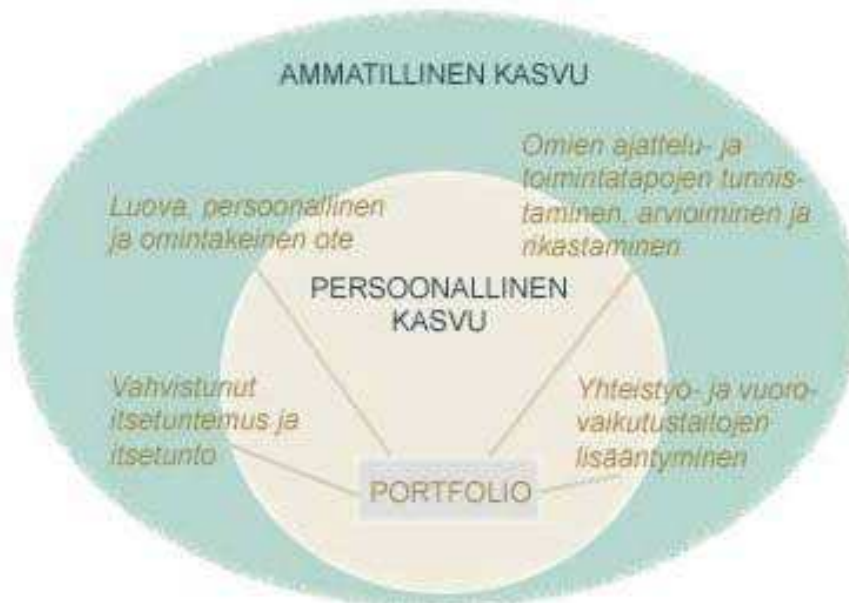 AMMATILLINEN KASVU
Omien ajattelu- ja
toimintatapojen tunnis-
taminen, arvioiminen ja
rikastaminen
Luova, persoonallinen
ja omintakeinen ote
PERSOONALLINEN
KASVU
Vahvistunut
itsetuntemus ja
itsetunto
Yhteistyö- ja vuoro-
vaikutustaitojen
lisääntyminen
PORTFOLIO